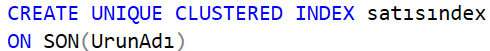 CREATE UNIQUE CLUSTERED INDEX satısındex
ON SON(UrunAdı)